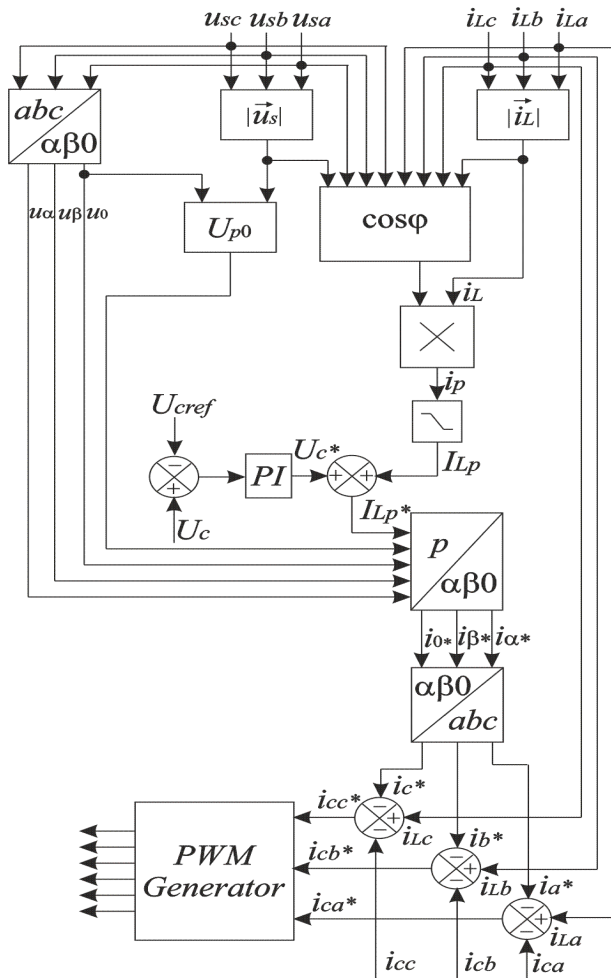 usc usb usa
iLc iLb iLa
abc
αβ0
|us|
|iL|
uα uβ u0
Up0
cosφ
iL
ip
Ucref
−
+
Uc
PI
Uc*
+ +
ILp
ILp*
p
αβ0
i0* iβ* iα*
αβ0
abc
ic*
icc*
− +
−
iLc
PWM
Generator
ib*
icb*
− +
−
iLb
ia*
ica*
− +
−
iLa
icc
icb
ica